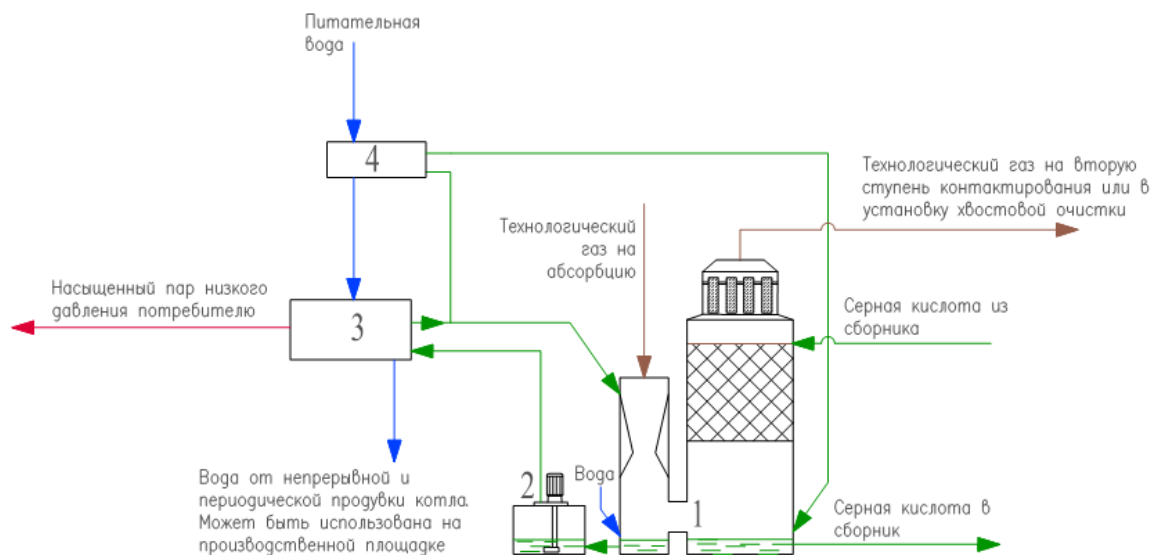 Питательная
вода
4
Технологический газ на вторую
ступень контактирования или в
установку хвостовой очистки
Технологический
газ на
абсорбцию
Насыщенный пар низкого
давления потребителю
3
Серная кислота из
сборника
Вода от непрерывной и
периодической продувки котла.
Может быть использована на
производственной площадке
2
Вода
1
Серная кислота в
сборник